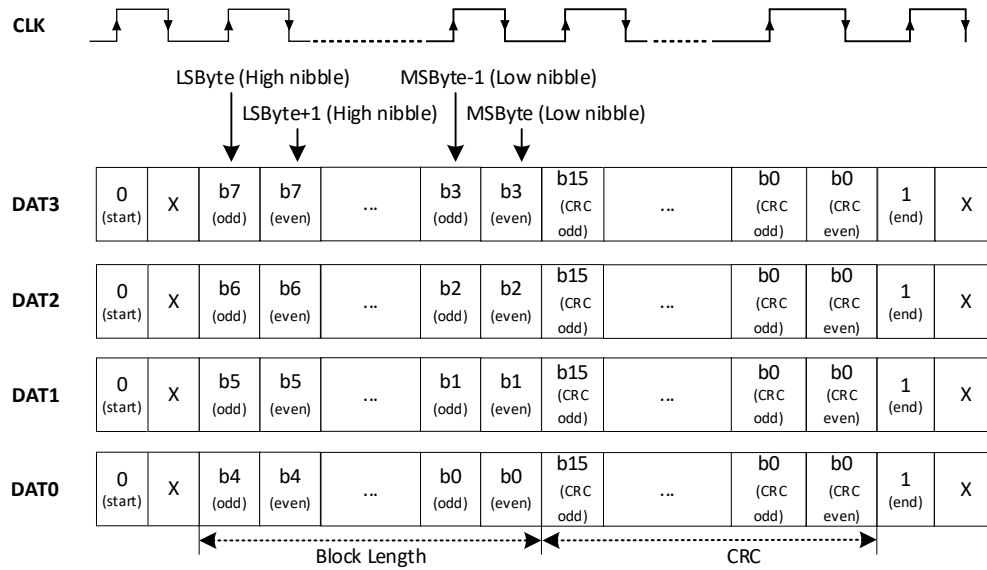 CLK
LSByte (High nibble) MSByte-1 (Low nibble)
LSByte+1 (High nibble) MSByte (Low nibble)
DAT3 0 (start) X b7 (odd) b7 (even) ... b3 (odd) b3 (even) b15 (CRC odd) ... b0 (CRC odd) b0 (CRC even) 1 (end) X
DAT2 0 (start) X b6 (odd) b6 (even) ... b2 (odd) b2 (even) b15 (CRC odd) ... b0 (CRC odd) b0 (CRC even) 1 (end) X
DAT1 0 (start) X b5 (odd) b5 (even) ... b1 (odd) b1 (even) b15 (CRC odd) ... b0 (CRC odd) b0 (CRC even) 1 (end) X
DAT0 0 (start) X b4 (odd) b4 (even) ... b0 (odd) b0 (even) b15 (CRC odd) ... b0 (CRC odd) b0 (CRC even) 1 (end) X
Block Length CRC